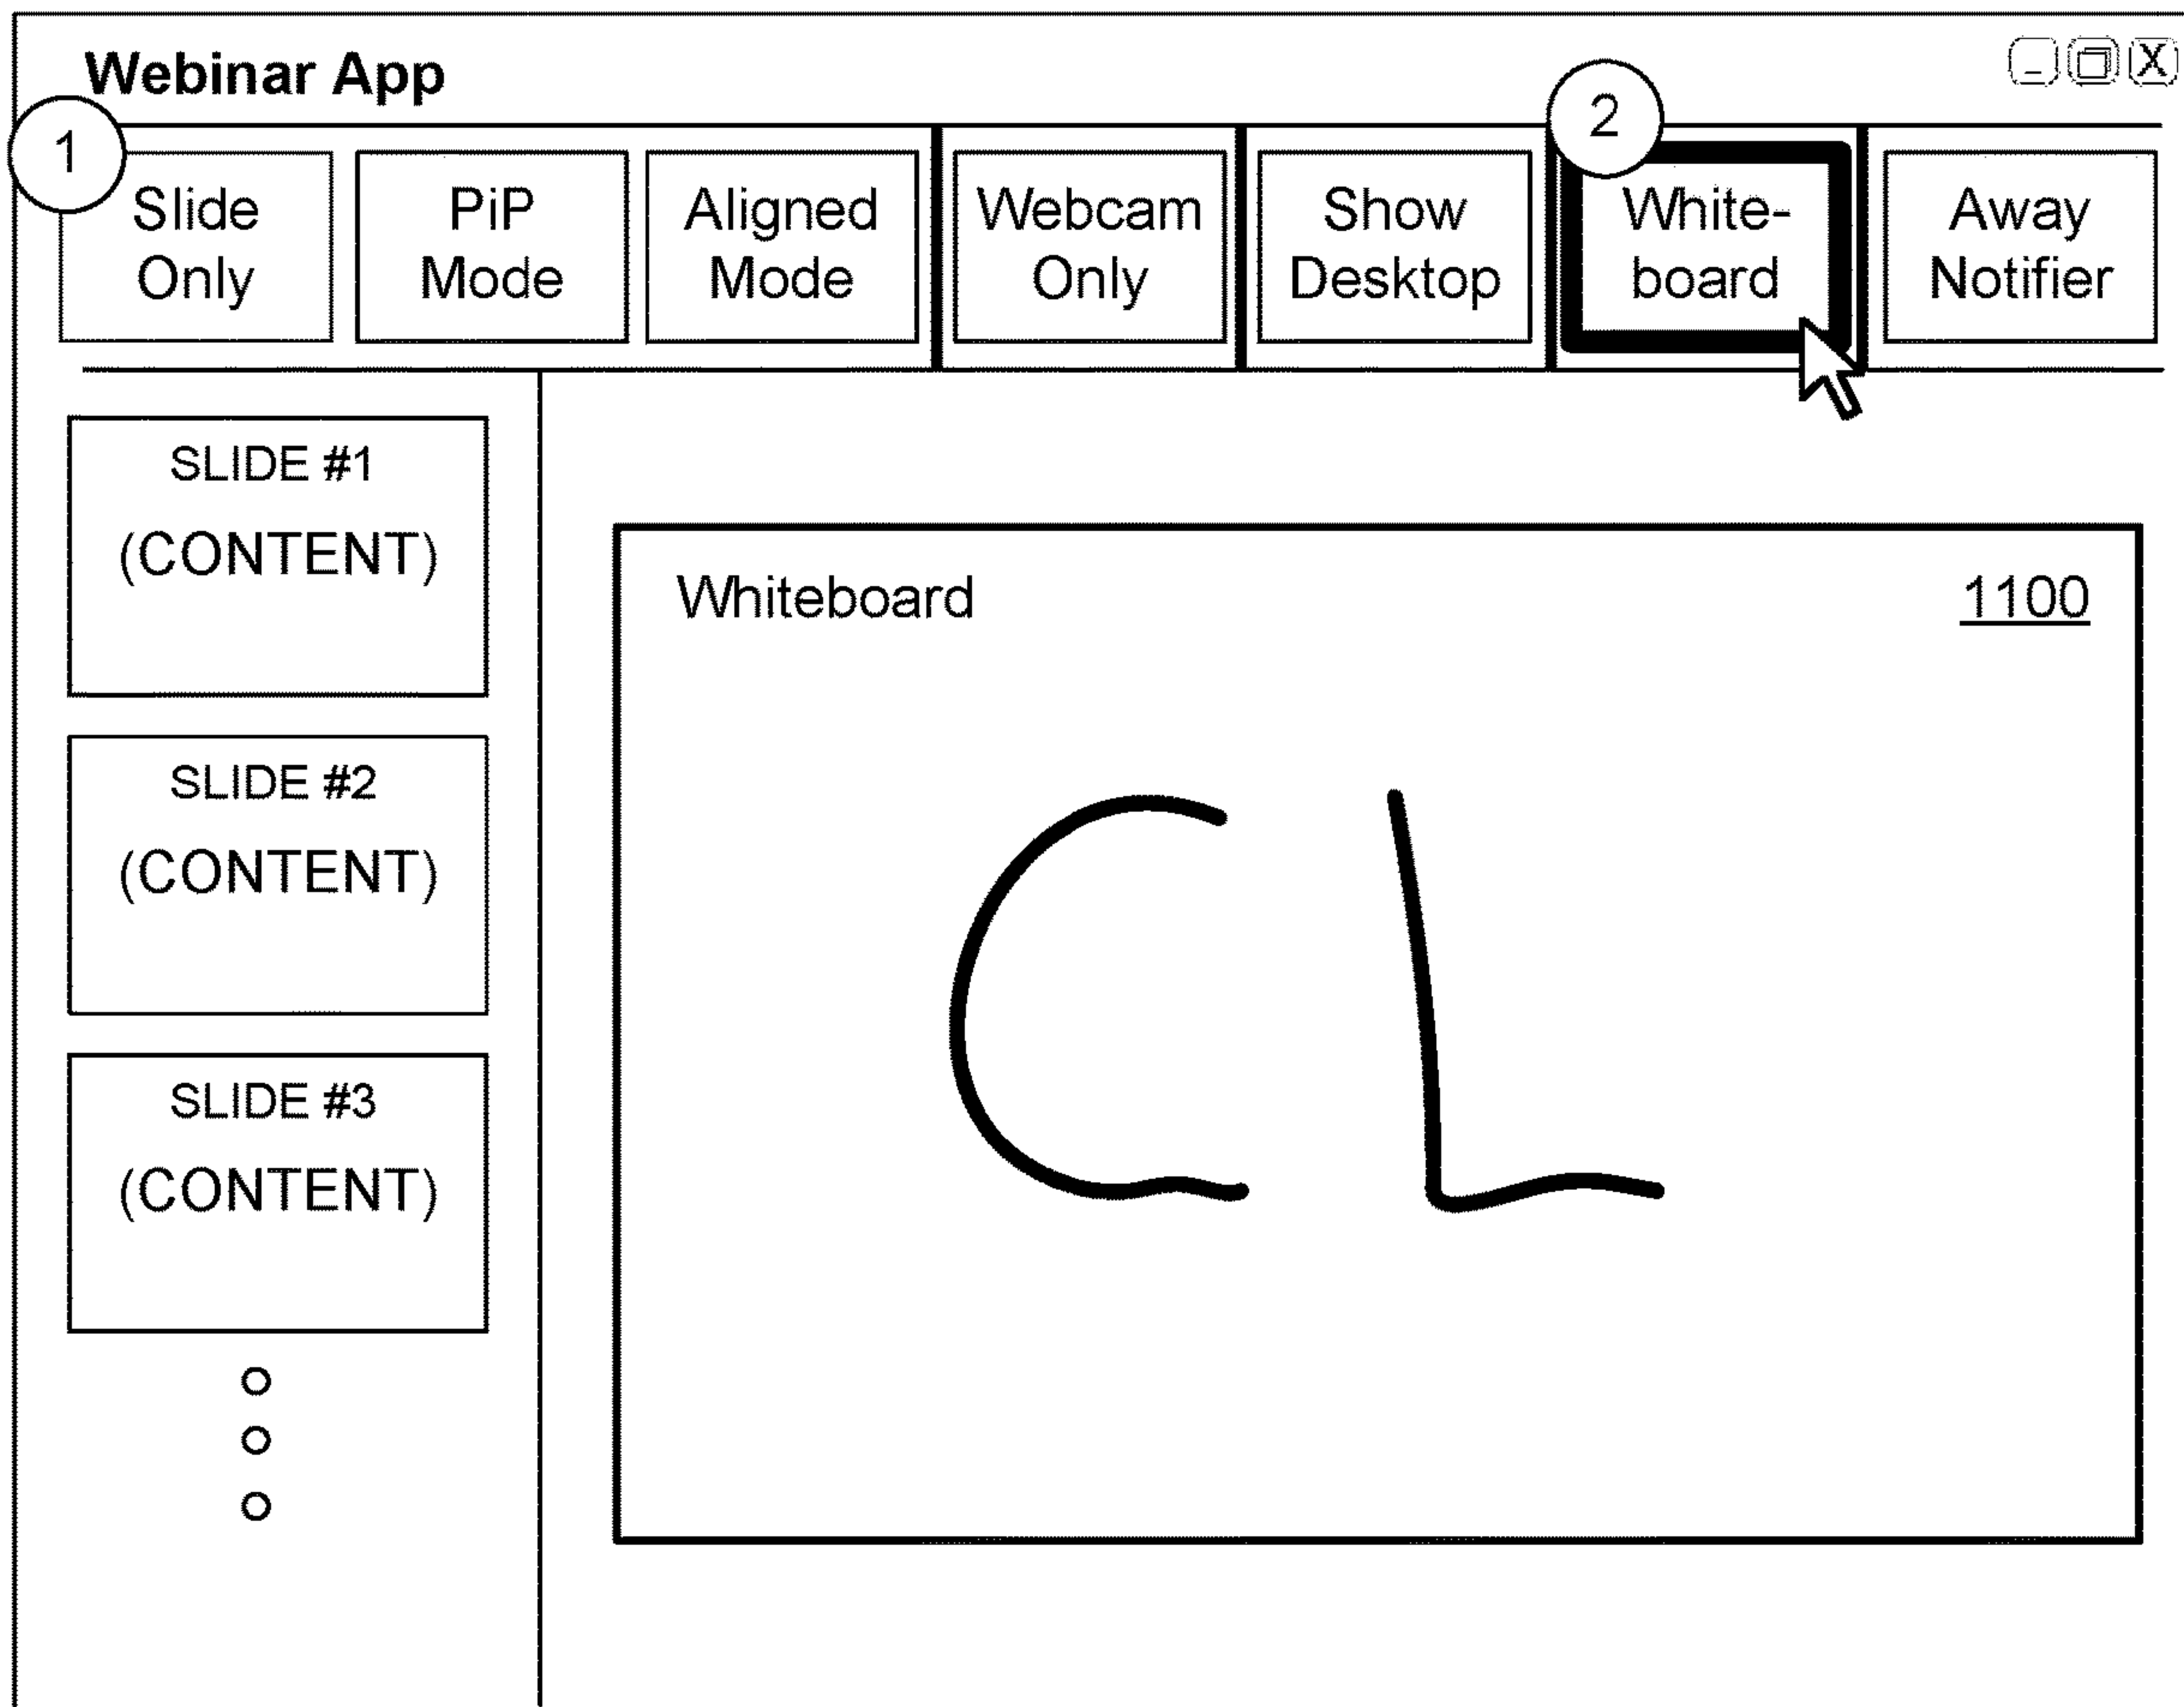 Webinar App
X
1
2
Slide
Only
PiP
Mode
Aligned
Mode
Webcam
Only
Show
Desktop
White-
board
Away
Notifier
SLIDE #1
(CONTENT)
SLIDE #2
(CONTENT)
SLIDE #3
(CONTENT)
Whiteboard
1100
CL